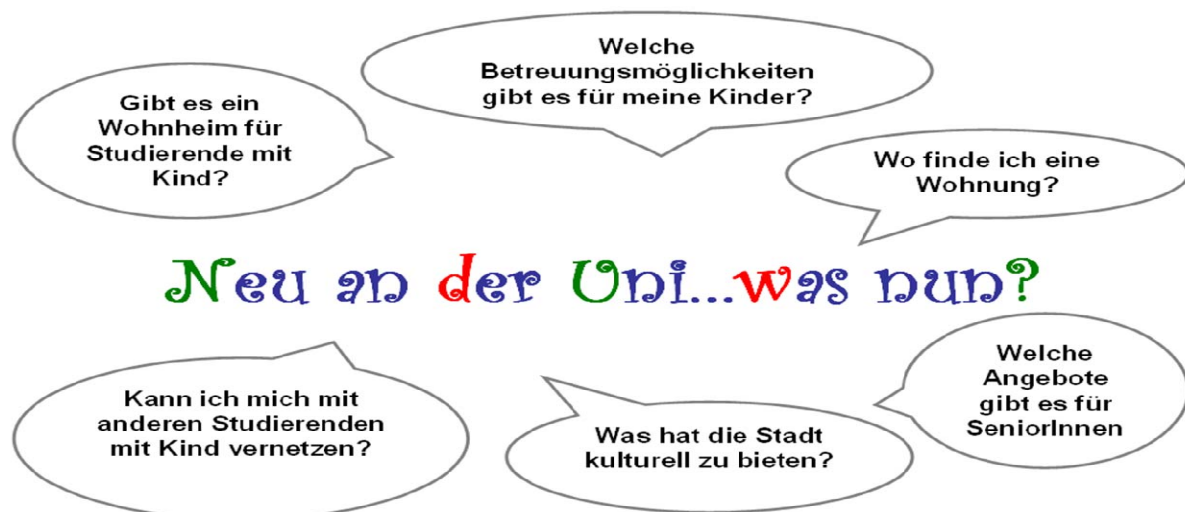 Welche
Betreuungsmöglichkeiten
gibt es für meine Kinder?
Gibt es ein
Wohnheim für
Studierende mit
Kind?
Wo finde ich eine
Wohnung?
Neu an der Uni...was nun?
Welche
Angebote
gibt es für
SeniorInnen
Kann ich mich mit
anderen Studierenden
mit Kind vernetzen?
Was hat die Stadt
kulturell zu bieten?